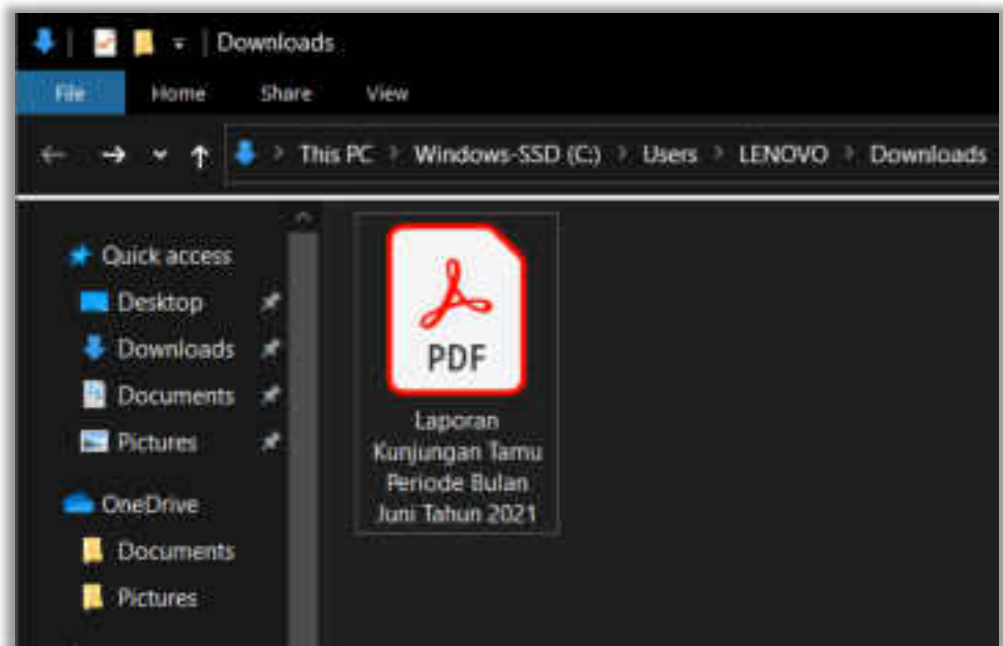 Downloads
File Home Share View
This PC > Windows-SSD (C:) > Users > LENOVO > Downloads
Quick access
Desktop
Downloads
Documents
Pictures
OneDrive
Documents
Pictures
PDF
Laporan
Kunjungan Tamu
Periode Bulan
Juni Tahun 2021